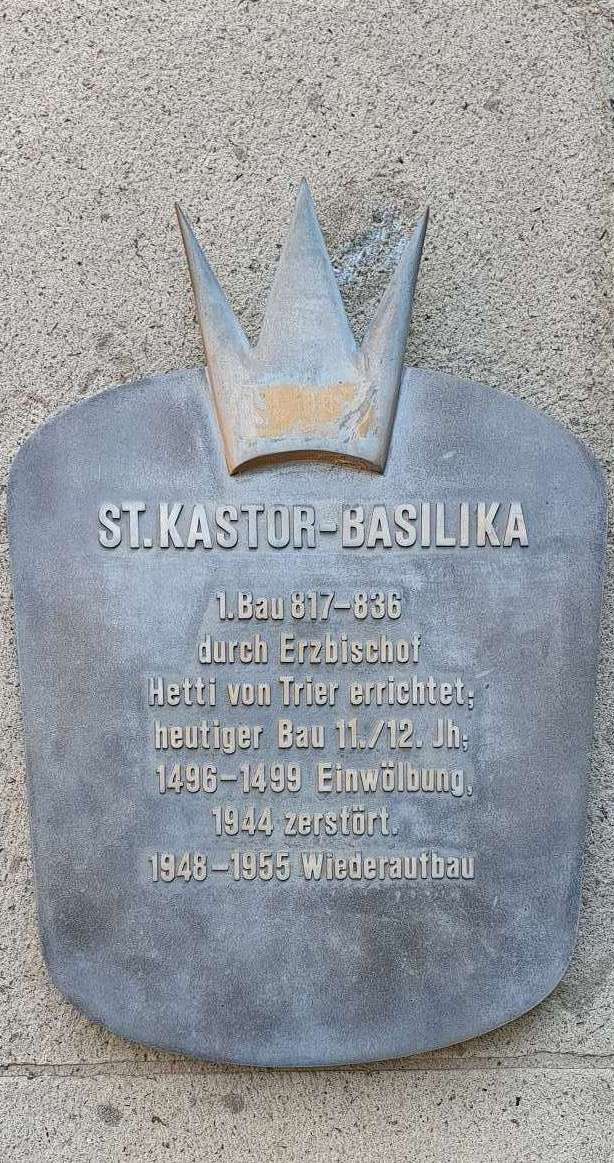 ST. KASTOR-BASILIKA
1. Bau 817-836
durch Erzbischof
Hetti von Trier errichtet;
heutiger Bau 11./12. Jh;
1496-1499 Einwölbung,
1944 zerstört.
1948-1955 Wiederaufbau